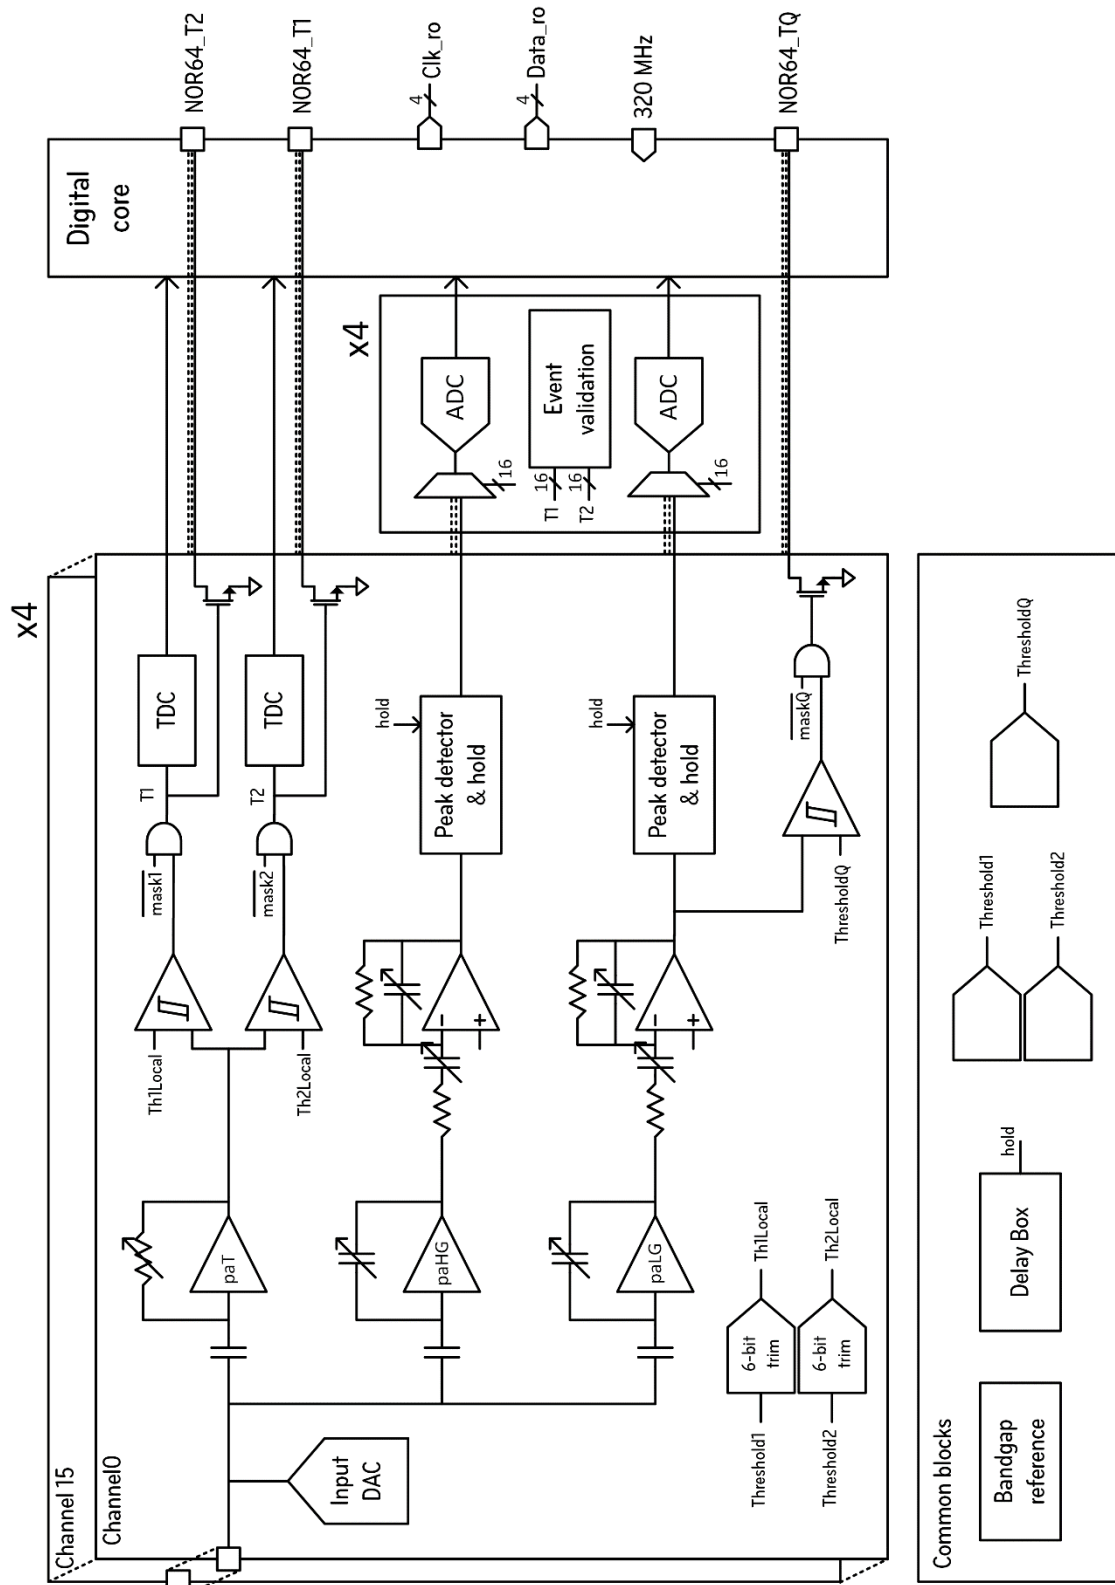 x4
Channel 15
Channel0
Input
DAC
paT
Th1Local
Th2Local
mask1
mask2
T1
T2
TDC
TDC
paHG
-
+
hold
Peak detector
& hold
paLG
-
+
hold
Peak detector
& hold
ThresholdQ
maskQ
Threshold1
6-bit
trim
Th1Local
Threshold2
6-bit
trim
Th2Local
x4
16
ADC
T1
16
T2
16
Event
validation
16
ADC
Digital
core
NOR64_T2
NOR64_T1
4
Clk_ro
4
Data_ro
320 MHz
NOR64_TQ
Common blocks
Bandgap
reference
Delay Box
hold
Threshold1
Threshold2
ThresholdQ